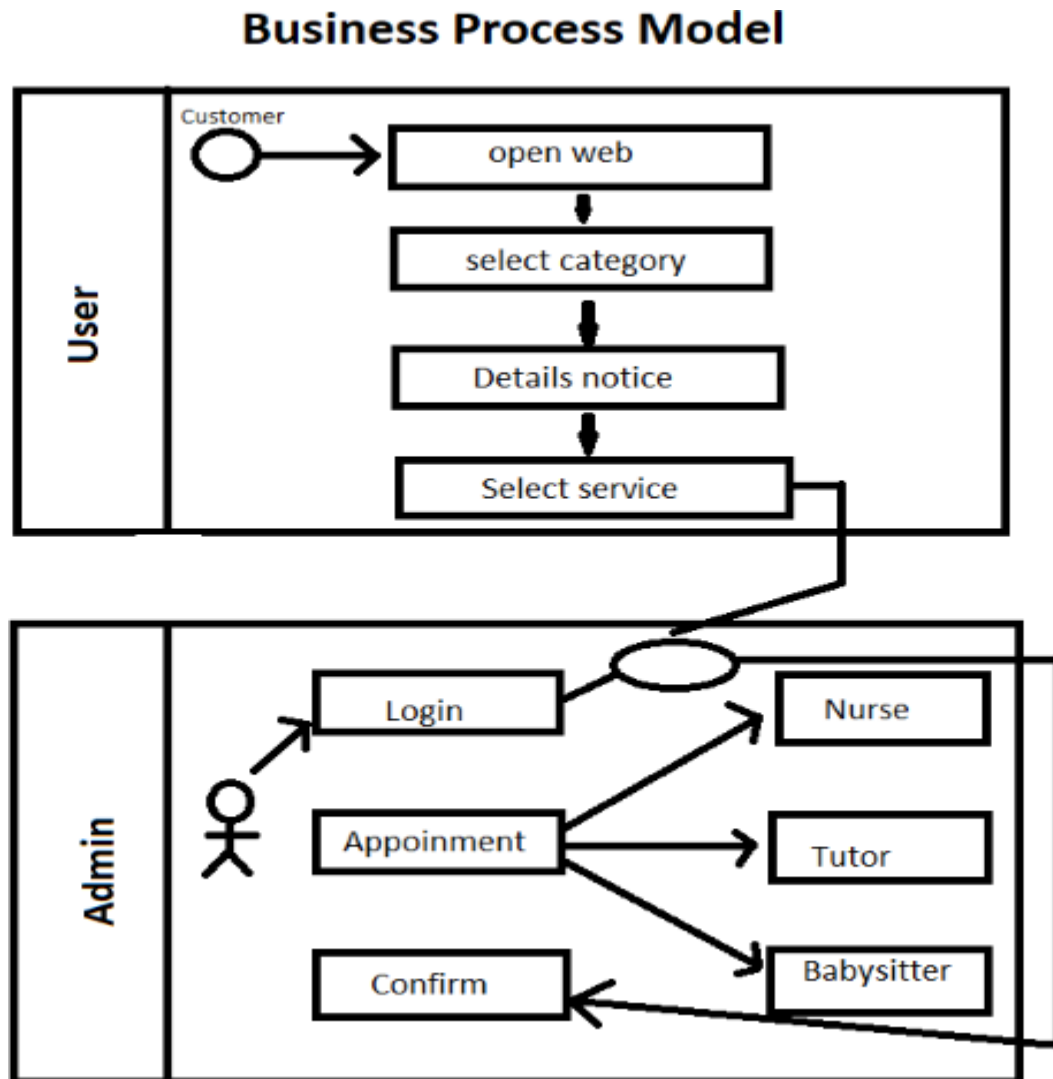 Business Process Model
User
Customer
open web
select category
Details notice
Select service
Admin
Login
Nurse
Appoinment
Tutor
Confirm
Babysitter